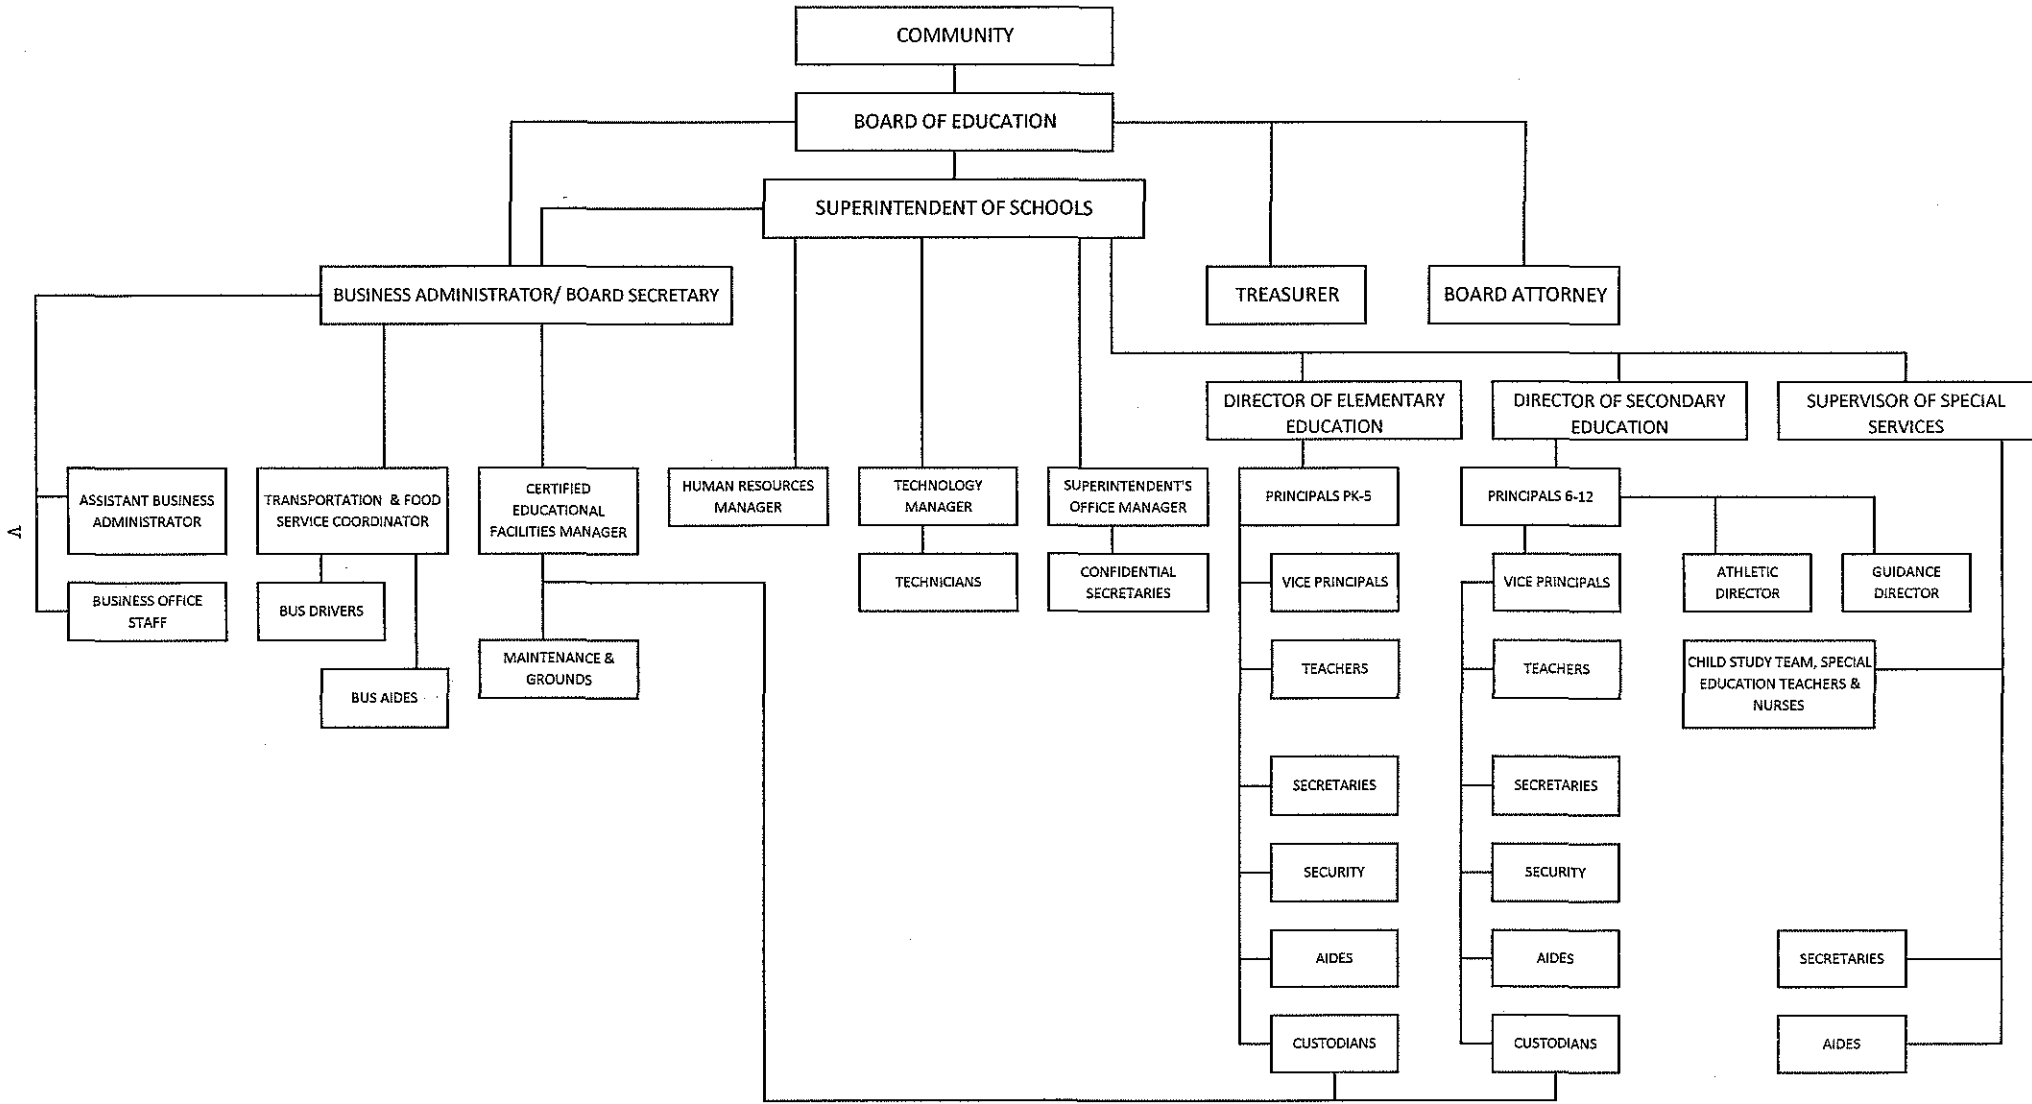 COMMUNITY
BOARD OF EDUCATION
SUPERINTENDENT OF SCHOOLS
BUSINESS ADMINISTRATOR/ BOARD SECRETARY
TREASURER
BOARD ATTORNEY
DIRECTOR OF ELEMENTARY
EDUCATION
DIRECTOR OF SECONDARY
EDUCATION
SUPERVISOR OF SPECIAL
SERVICES
ASSISTANT BUSINESS
ADMINISTRATOR
TRANSPORTATION & FOOD
SERVICE COORDINATOR
CERTIFIED
EDUCATIONAL
FACILITIES MANAGER
HUMAN RESOURCES
MANAGER
TECHNOLOGY
MANAGER
SUPERINTENDENT'S
OFFICE MANAGER
PRINCIPALS PK-5
PRINCIPALS 6-12
V
BUSINESS OFFICE
STAFF
BUS DRIVERS
BUS AIDES
MAINTENANCE &
GROUNDS
TECHNICIANS
CONFIDENTIAL
SECRETARIES
VICE PRINCIPALS
VICE PRINCIPALS
ATHLETIC
DIRECTOR
GUIDANCE
DIRECTOR
TEACHERS
TEACHERS
CHILD STUDY TEAM, SPECIAL
EDUCATION TEACHERS &
NURSES
SECRETARIES
SECRETARIES
SECURITY
SECURITY
AIDES
AIDES
SECRETARIES
CUSTODIANS
CUSTODIANS
AIDES